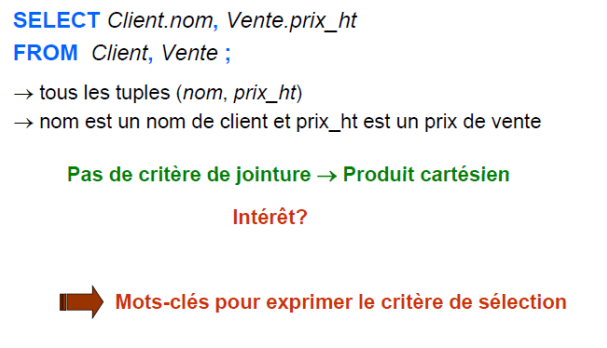 SELECT Client.nom, Vente.prix_ht
FROM Client, Vente ;
→ tous les tuples (nom, prix_ht)
→ nom est un nom de client et prix_ht est un prix de vente
Pas de critère de jointure → Produit cartésien
Intérêt?
Mots-clés pour exprimer le critère de sélection